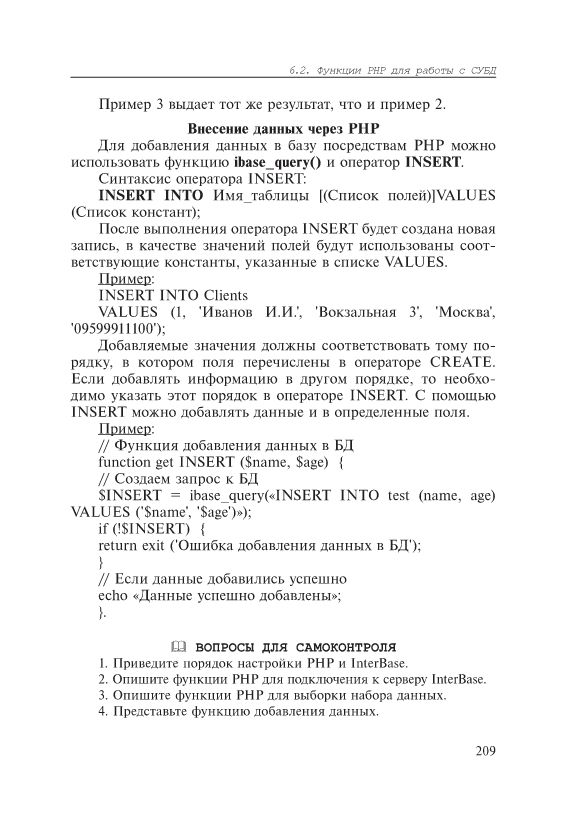 6.2. Функции PHP для работы с СУБД
Пример 3 выдает тот же результат, что и пример 2.
Внесение данных через PHP
Для добавления данных в базу посредствам PHP можно
использовать функцию ibase_query() и оператор INSERT.
Синтаксис оператора INSERT:
INSERT INTO Имя_таблицы [(Список полей)]VALUES
(Список констант);
После выполнения оператора INSERT будет создана новая
запись, в качестве значений полей будут использованы соот-
ветствующие константы, указанные в списке VALUES.
Пример:
INSERT INTO Clients
VALUES (1, 'Иванов И.И.', 'Вокзальная 3', 'Москва',
'09599911100');
Добавляемые значения должны соответствовать тому по-
рядку, в котором поля перечислены в операторе CREATE.
Если добавлять информацию в другом порядке, то необхо-
димо указать этот порядок в операторе INSERT. С помощью
INSERT можно добавлять данные и в определенные поля.
Пример:
// Функция добавления данных в БД
function get INSERT ($name, $age) {
// Создаем запрос к БД
$INSERT = ibase_query(«INSERT INTO test (name, age)
VALUES ('$name', '$age')»);
if (!$INSERT) {
return exit ('Ошибка добавления данных в БД');
}
// Если данные добавились успешно
echo «Данные успешно добавлены»;
}.
ВОПРОСЫ ДЛЯ САМОКОНТРОЛЯ
1. Приведите порядок настройки PHP и InterBase.
2. Опишите функции PHP для подключения к серверу InterBase.
3. Опишите функции PHP для выборки набора данных.
4. Представьте функцию добавления данных.
209